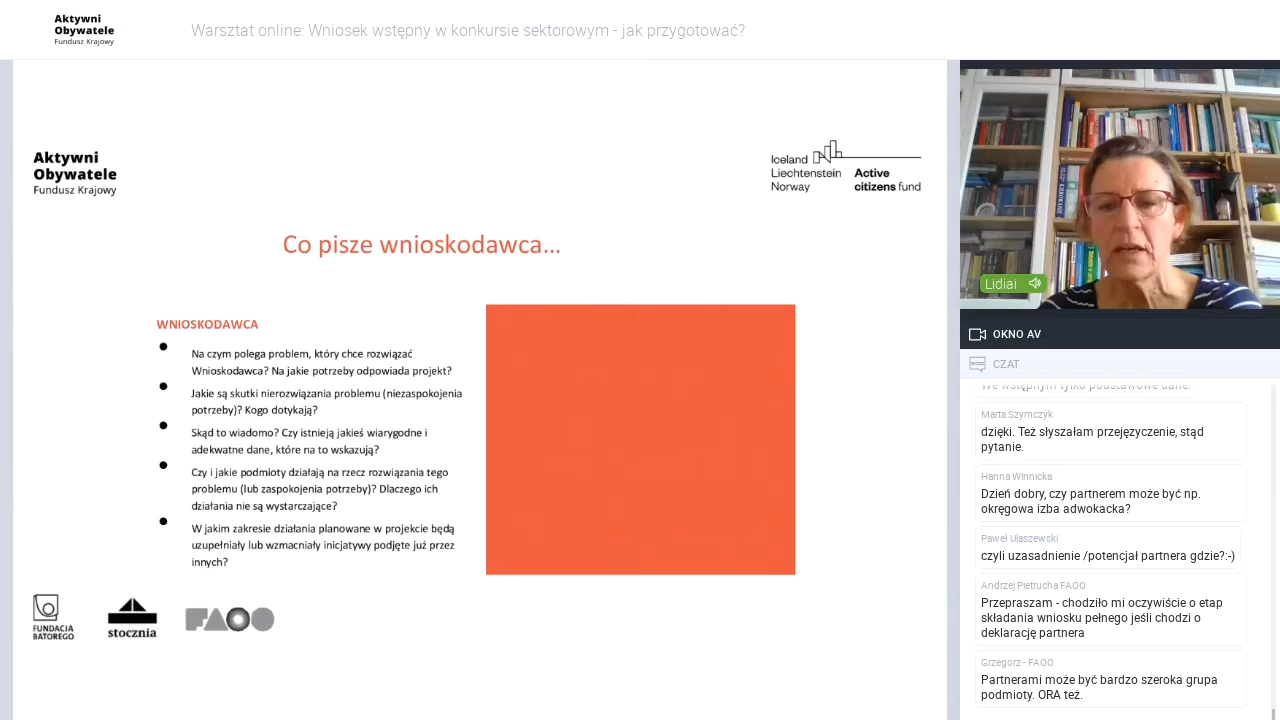 Aktywni
Obywatele
Fundusz Krajowy
Warsztat online: Wniosek wstępny w konkursie sektorowym - jak przygotować?
Aktywni
Obywatele
Fundusz Krajowy
Iceland
Liechtenstein
Norway
Active
citizens fund
Co pisze wnioskodawca...
WNIOSKODAWCA
Na czym polega problem, który chce rozwiązać
Wnioskodawca? Na jakie potrzeby odpowiada projekt?
Jakie są skutki nierozwiązania problemu (niezaspokojenia
potrzeby)? Kogo dotykają?
Skąd to wiadomo? Czy istnieją jakieś wiarygodne i
adekwatne dane, które na to wskazują?
Czy i jakie podmioty działają na rzecz rozwiązania tego
problemu (lub zaspokojenia potrzeby)? Dlaczego ich
działania nie są wystarczające?
W jakim zakresie działania planowane w projekcie będą
uzupełniały lub wzmacniały inicjatywy podjęte już przez
innych?
FUNDACJA
BATOREGO
stocznia
FAOO
Lidiai
OKNO AV
CZAT
We wstępnym tylko podstawowe dane.
Marta Szymczyk
dzięki. Też słyszałam przejęzyczenie, stąd
pytanie.
Hanna Winnicka
Dzień dobry, czy partnerem może być np.
okręgowa izba adwokacka?
Paweł Ulaszewski
czyli uzasadnienie /potencjał partnera gdzie?:-)
Andrzej Pietrucha FAOO
Przepraszam - chodziło mi oczywiście o etap
składania wniosku pełnego jeśli chodzi o
deklarację partnera
Grzegorz - FAOO
Partnerami może być bardzo szeroka grupa
podmioty. ORA też.